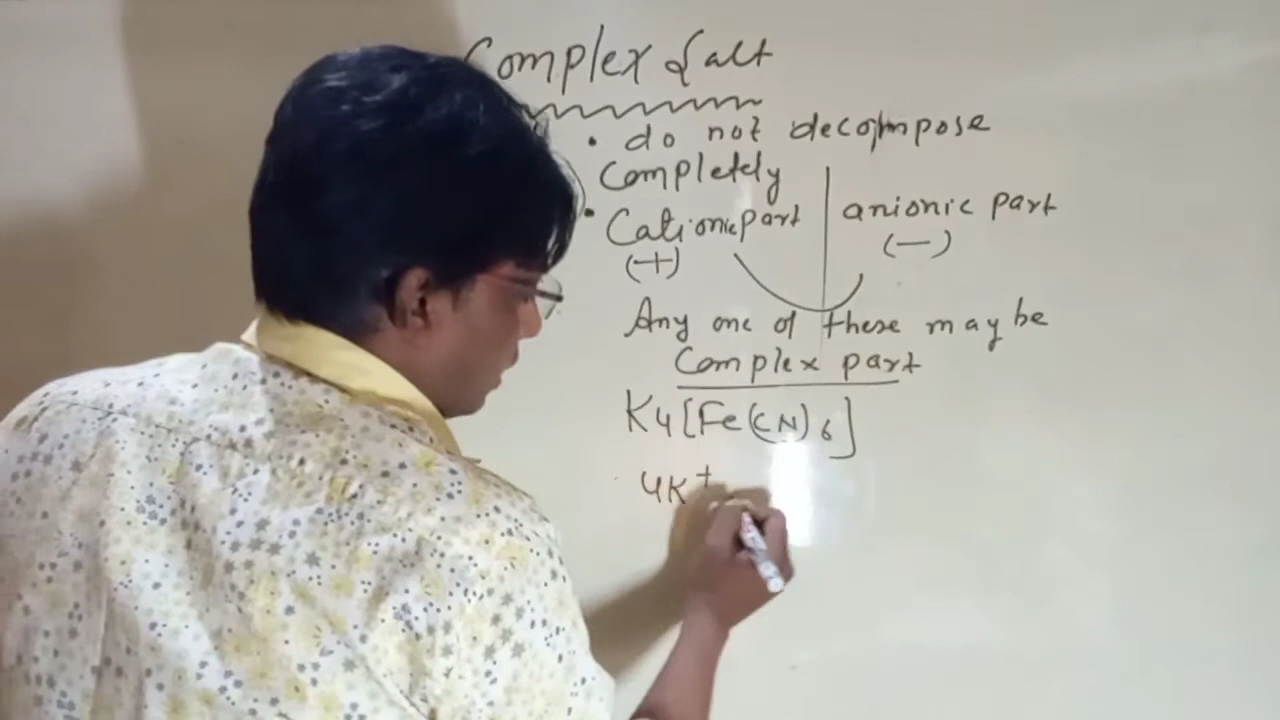 Complex Salt
• do not decompose
Completely
• Cationic part | anionic part
(+) (−)
Any one of these may be
Complex part
K4[Fe(CN)6]
4K+